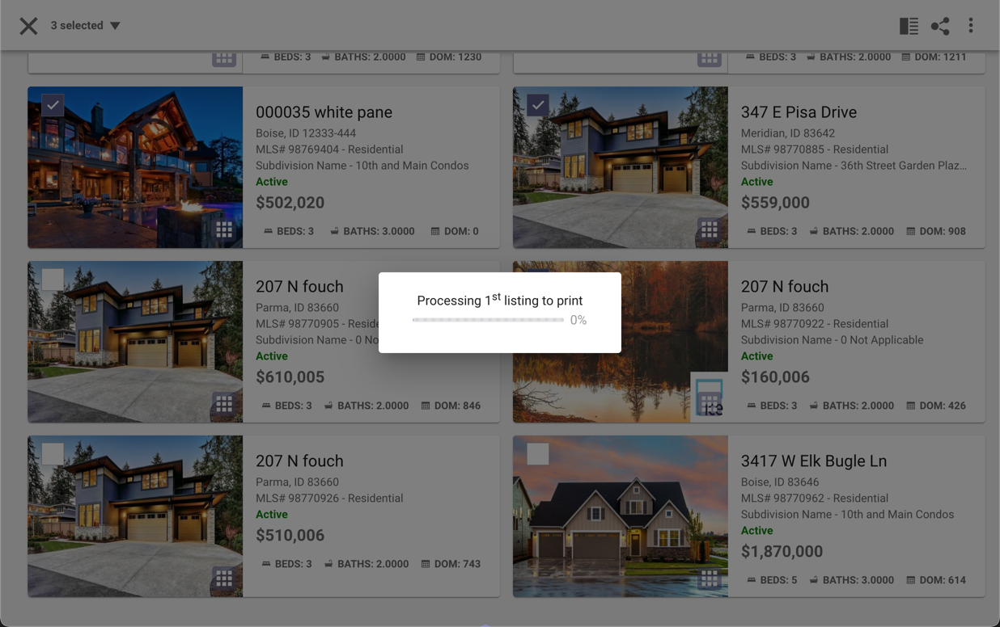 3 selected
BEDS: 3 BATHS: 2.0000 DOM: 1230
BEDS: 3 BATHS: 2.0000 DOM: 1211
000035 white pane
Boise, ID 12333-444
MLS# 98769404 - Residential
Subdivision Name - 10th and Main Condos
Active
$502,020
BEDS: 3 BATHS: 3.0000 DOM: 0
347 E Pisa Drive
Meridian, ID 83642
MLS# 98770885 - Residential
Subdivision Name - 36th Street Garden Plaz...
Active
$559,000
BEDS: 3 BATHS: 2.0000 DOM: 908
207 N fouch
Parma, ID 83660
MLS# 98770905 - Reside
Subdivision Name - 0 No
Active
$610,005
BEDS: 3 BATHS: 2.0000 DOM: 846
Processing 1st listing to print
0%
207 N fouch
Parma, ID 83660
MLS# 98770922 - Residential
Subdivision Name - 0 Not Applicable
Active
$160,006
BEDS: 3 BATHS: 2.0000 DOM: 426
207 N fouch
Parma, ID 83660
MLS# 98770926 - Residential
Active
$510,006
BEDS: 3 BATHS: 2.0000 DOM: 743
3417 W Elk Bugle Ln
Boise, ID 83646
MLS# 98770962 - Residential
Subdivision Name - 10th and Main Condos
Active
$1,870,000
BEDS: 5 BATHS: 3.0000 DOM: 614